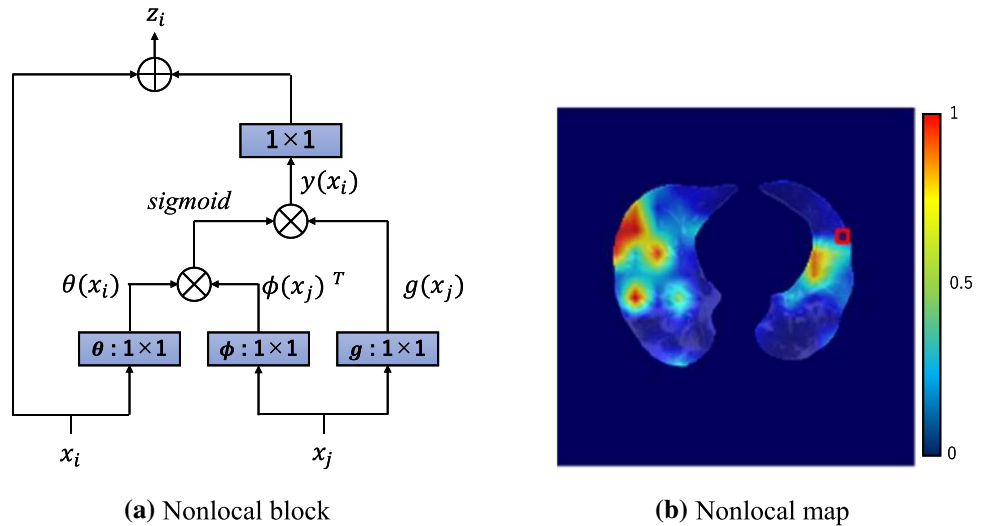 z_i
1×1
y(x_i)
sigmoid
θ(x_i)
ϕ(x_j) ^T
g(x_j)
θ : 1×1
ϕ : 1×1
g : 1×1
x_i
x_j
(a) Nonlocal block
1
0.5
0
(b) Nonlocal map